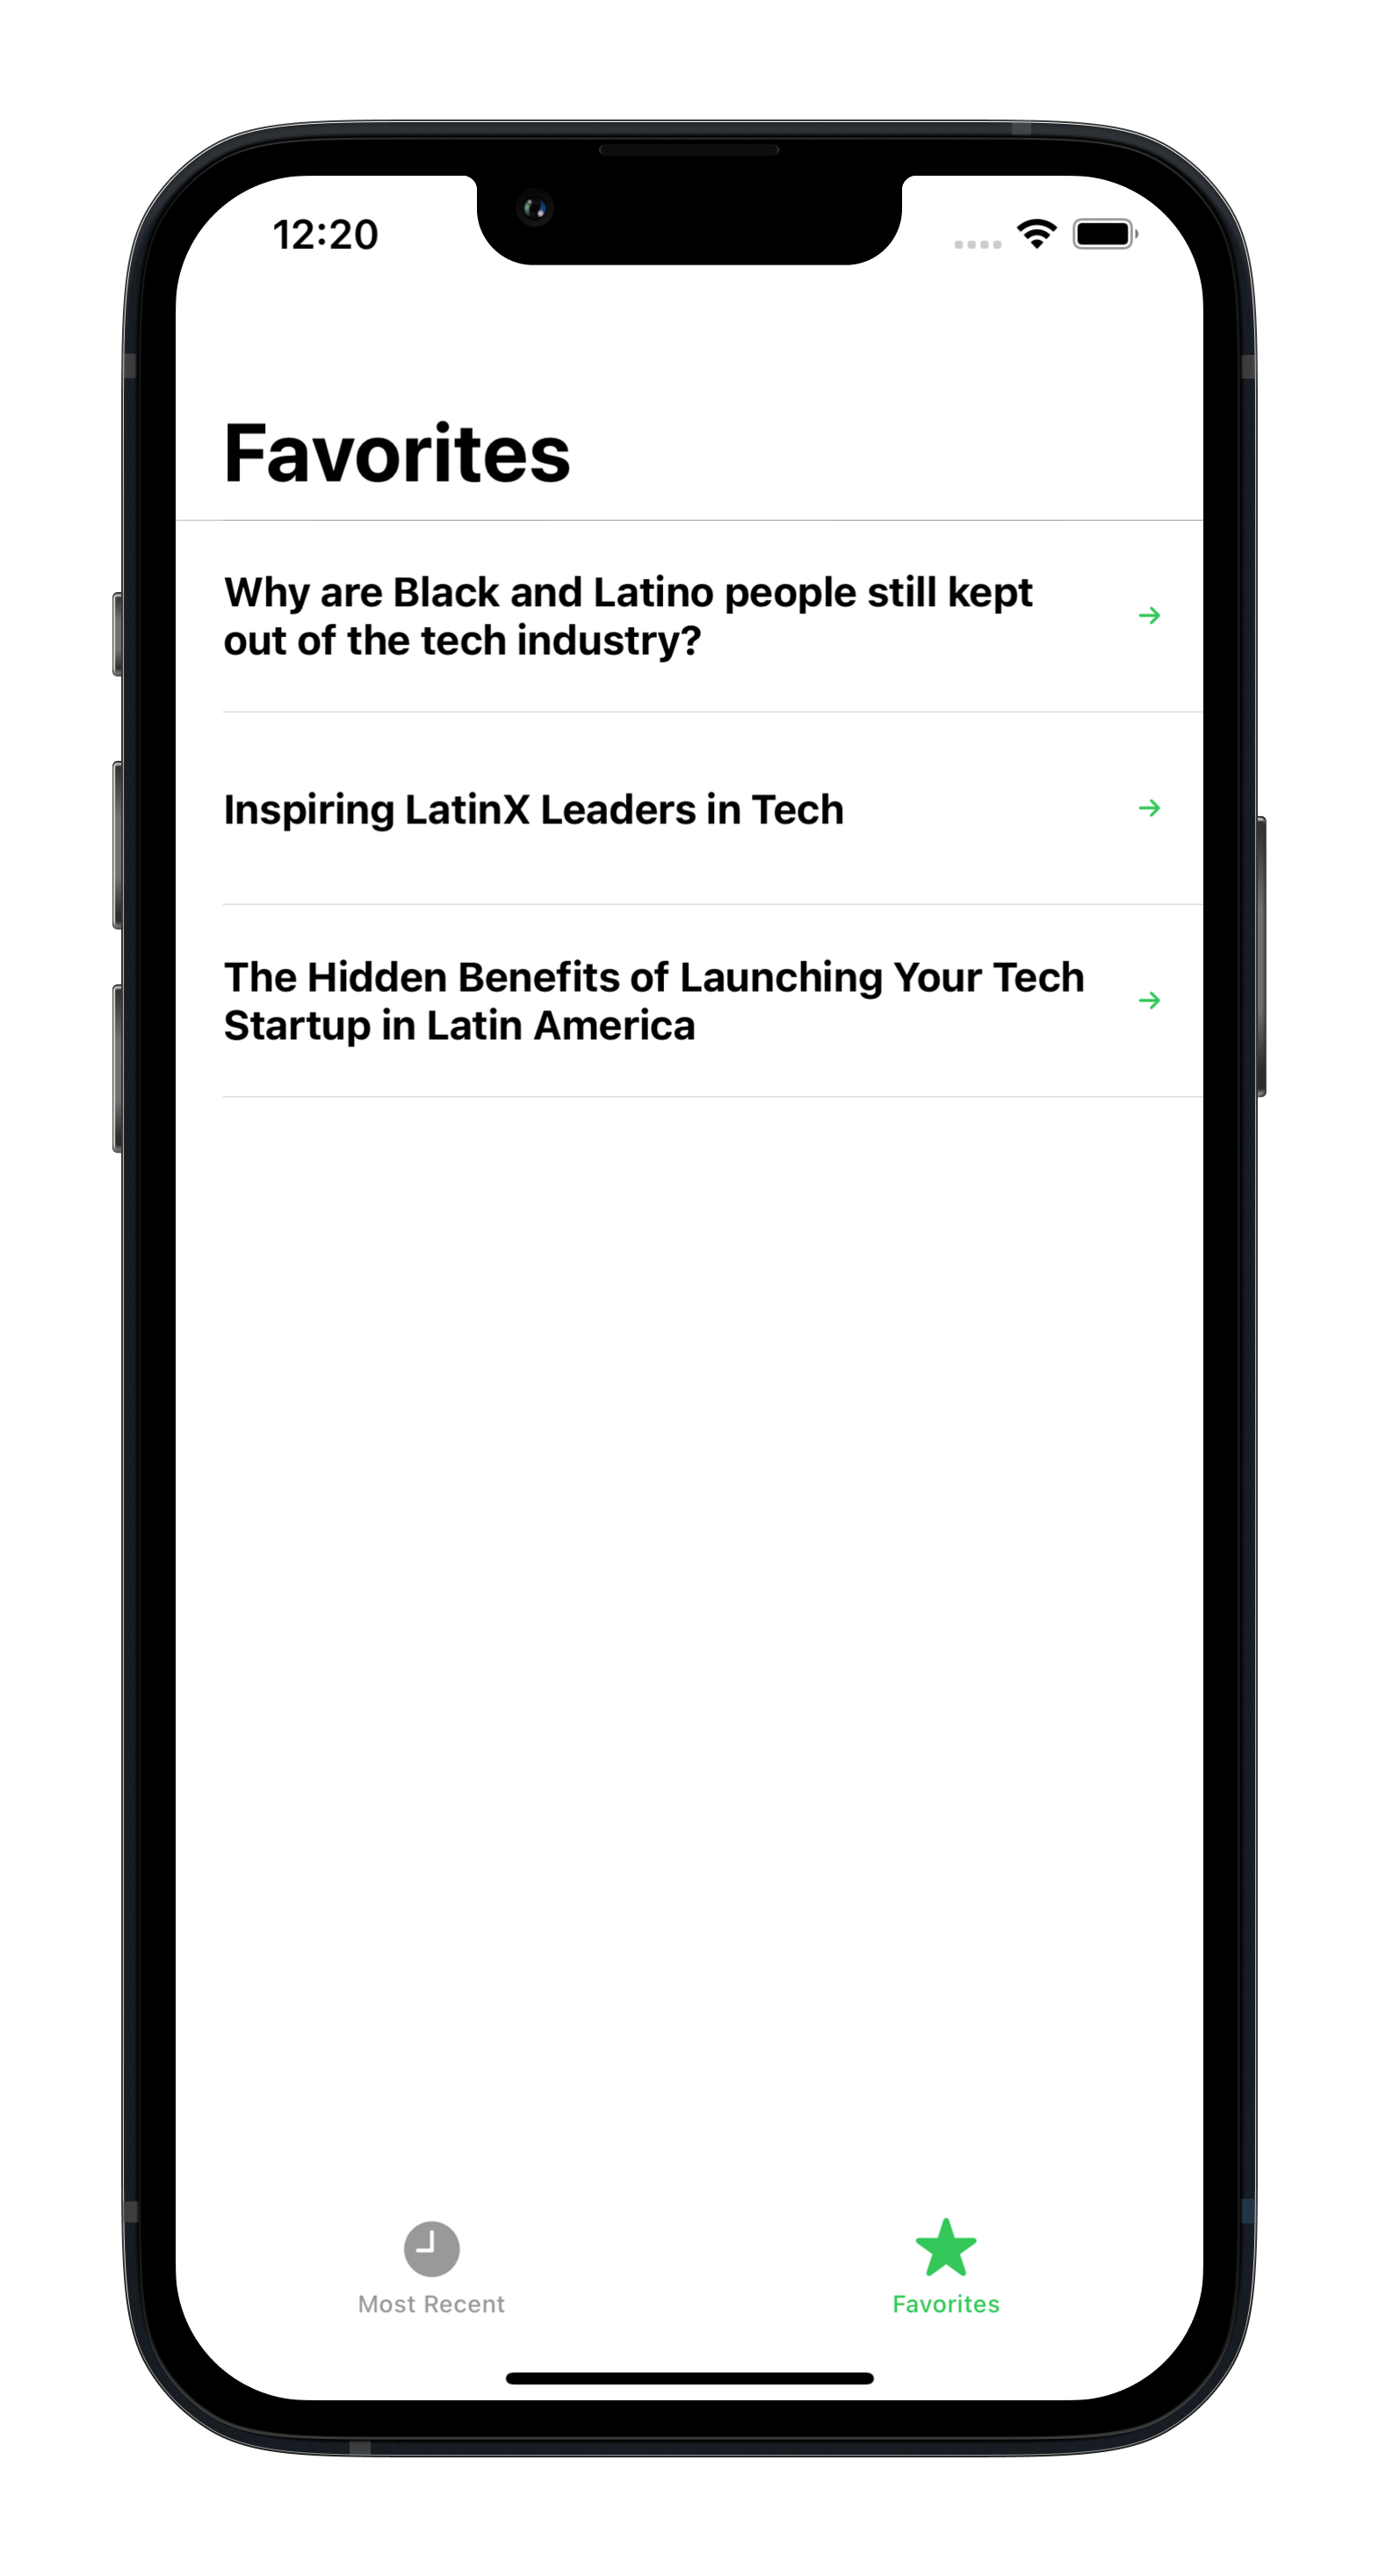 12:20
Favorites
Why are Black and Latino people still kept
out of the tech industry?
Inspiring LatinX Leaders in Tech
The Hidden Benefits of Launching Your Tech
Startup in Latin America
Most Recent
Favorites